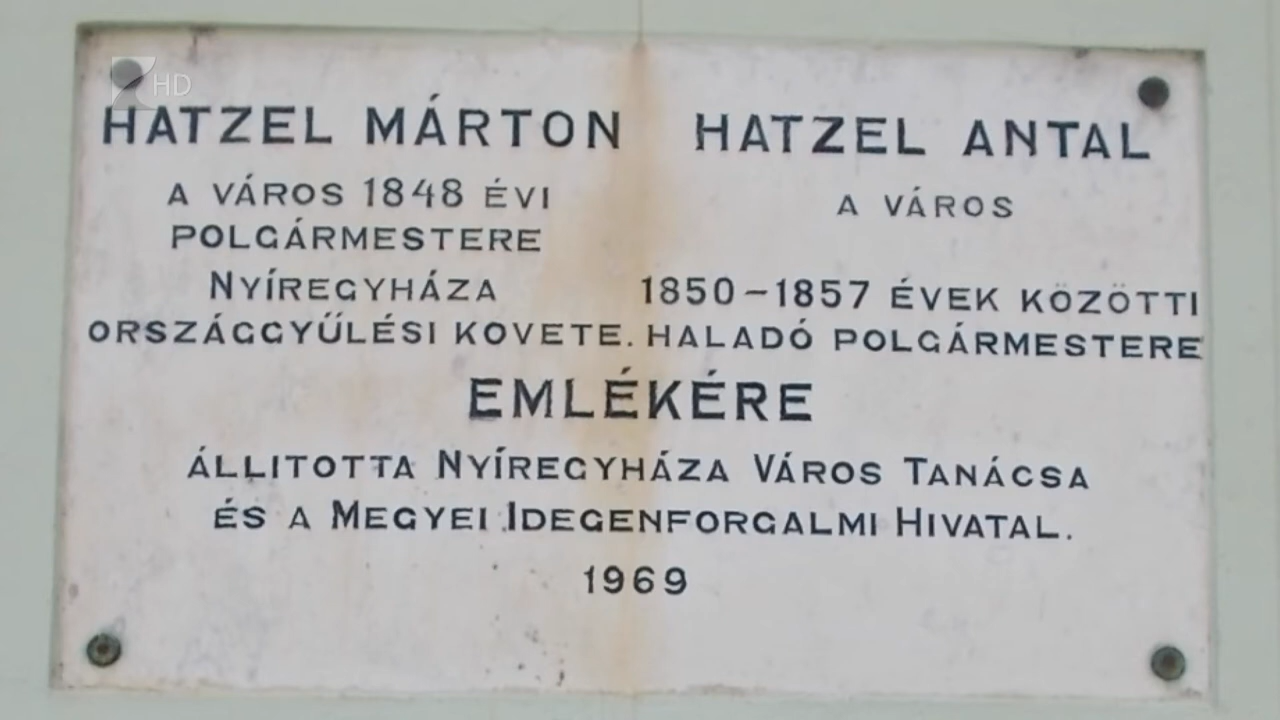 HD
HATZEL MÁRTON
A VÁROS 1848 ÉVI
POLGÁRMESTERE
NYÍREGYHÁZA
ORSZÁGGYŰLÉSI KOVETE.
HATZEL ANTAL
A VÁROS
1850-1857 ÉVEK KÖZÖTTI
HALADÓ POLGÁRMESTERE
EMLÉKÉRE
ÁLLITOTTA NYÍREGYHÁZA VÁROS TANÁCSA
ÉS A MEGYEI IDEGENFORGALMI HIVATAL.
1969